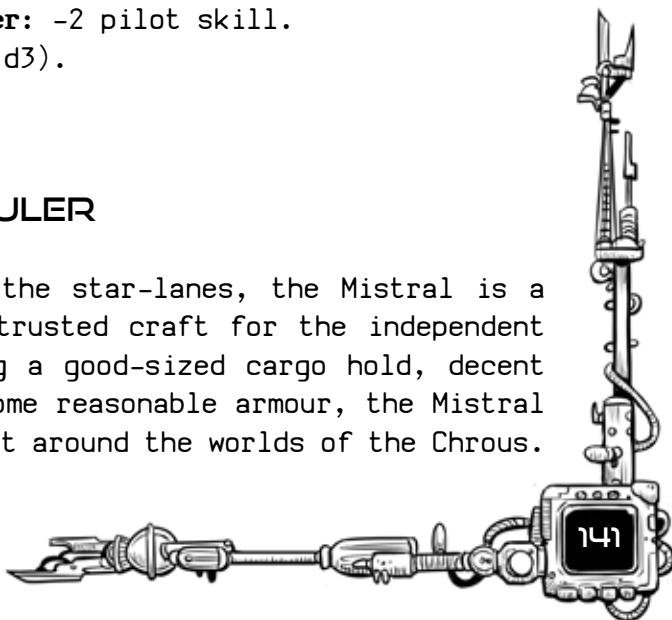 er: -2 pilot skill.
d3).
ULER
the star-lanes, the Mistral is a
trusted craft for the independent
g a good-sized cargo hold, decent
ome reasonable armour, the Mistral
t around the worlds of the Chrous.
141